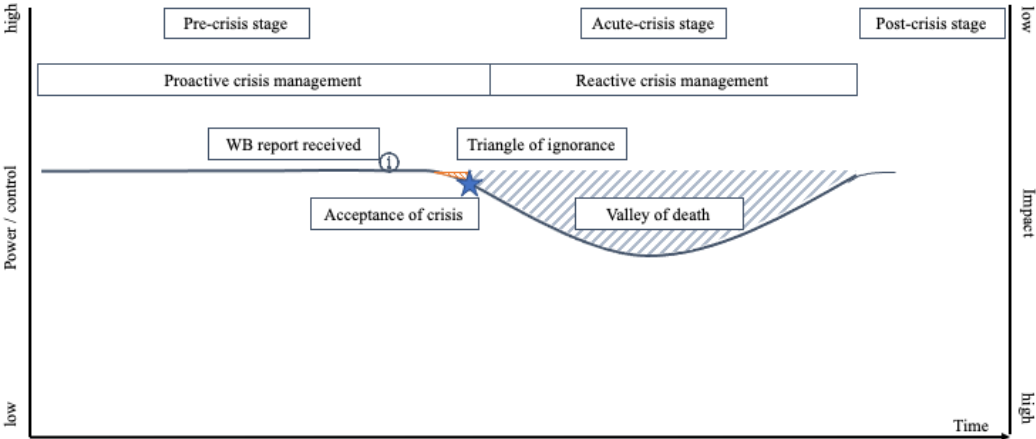 high
Pre-crisis stage
Acute-crisis stage
Post-crisis stage
low
Proactive crisis management
Reactive crisis management
WB report received
i
Triangle of ignorance
Acceptance of crisis
Valley of death
Power / control
Impact
low
Time
high